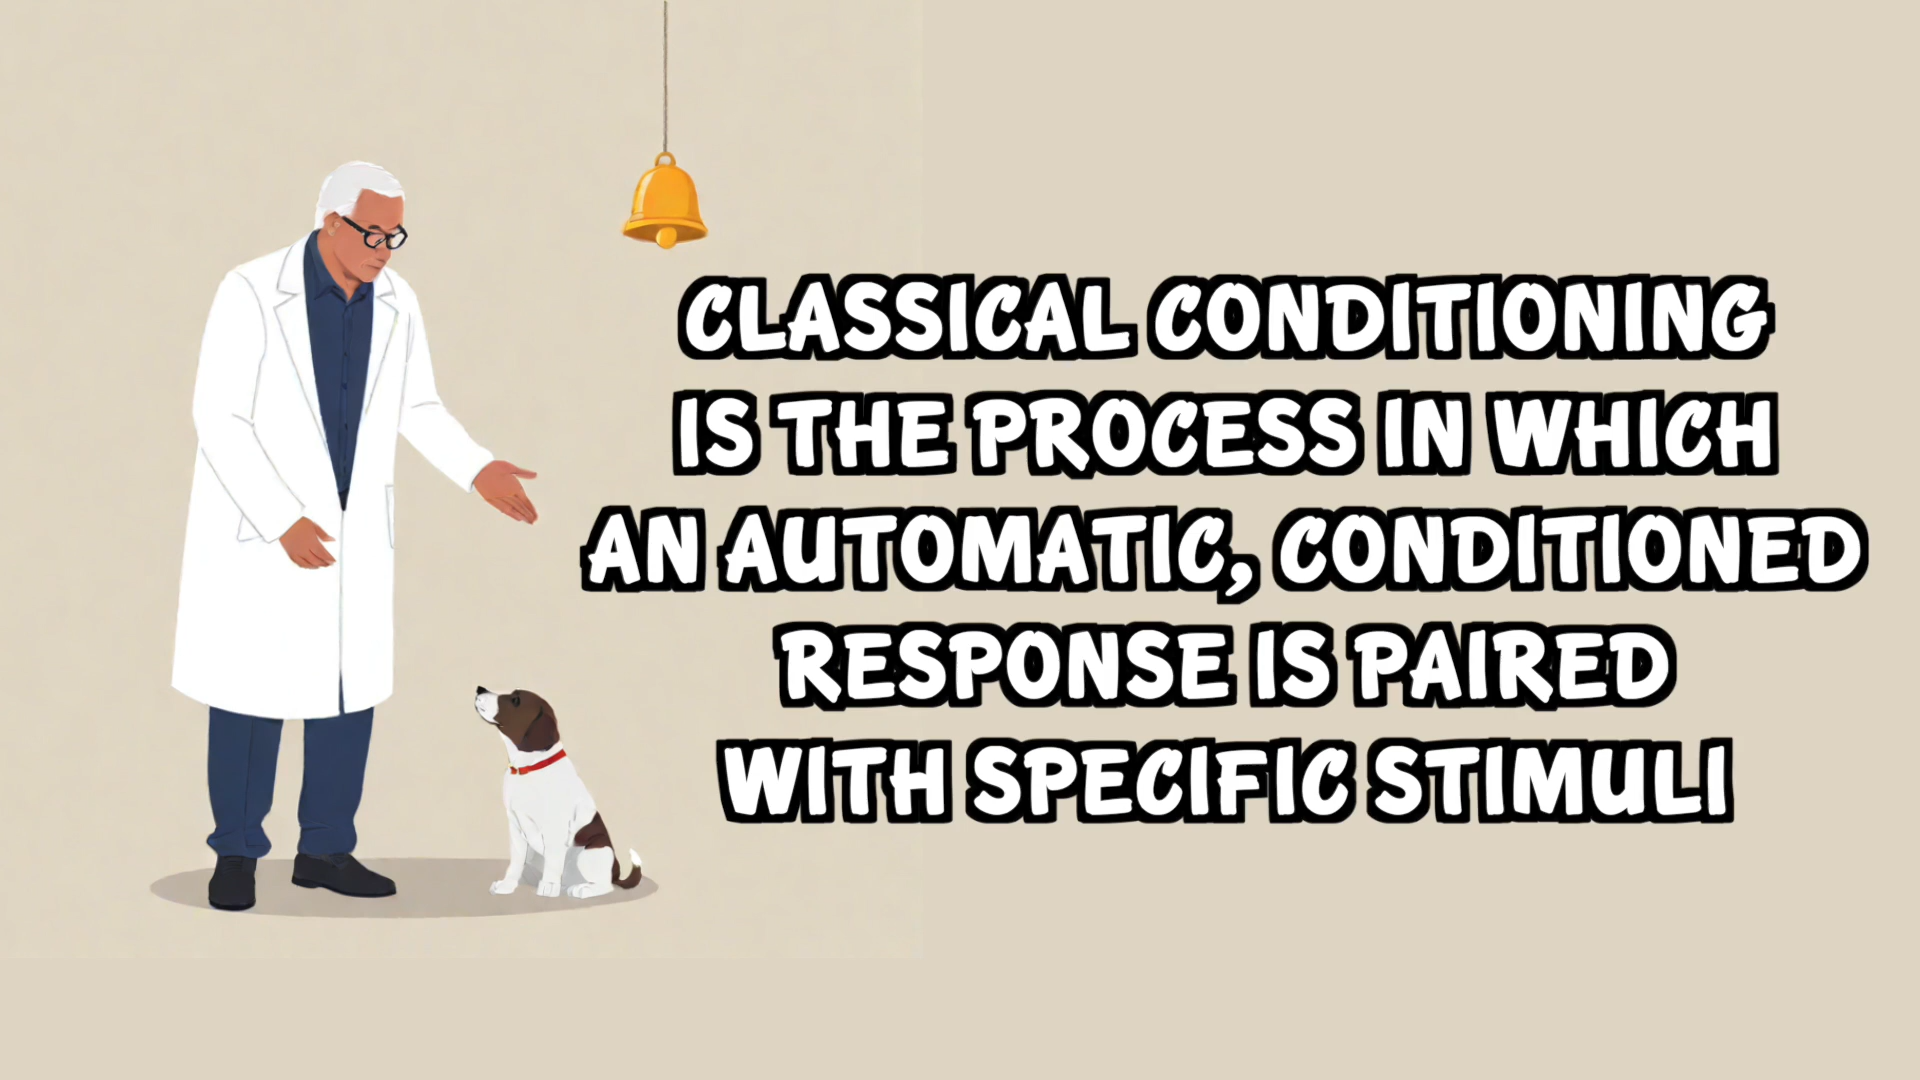 CLASSICAL CONDITIONING
IS THE PROCESS IN WHICH
AN AUTOMATIC, CONDITIONED
RESPONSE IS PAIRED
WITH SPECIFIC STIMULI